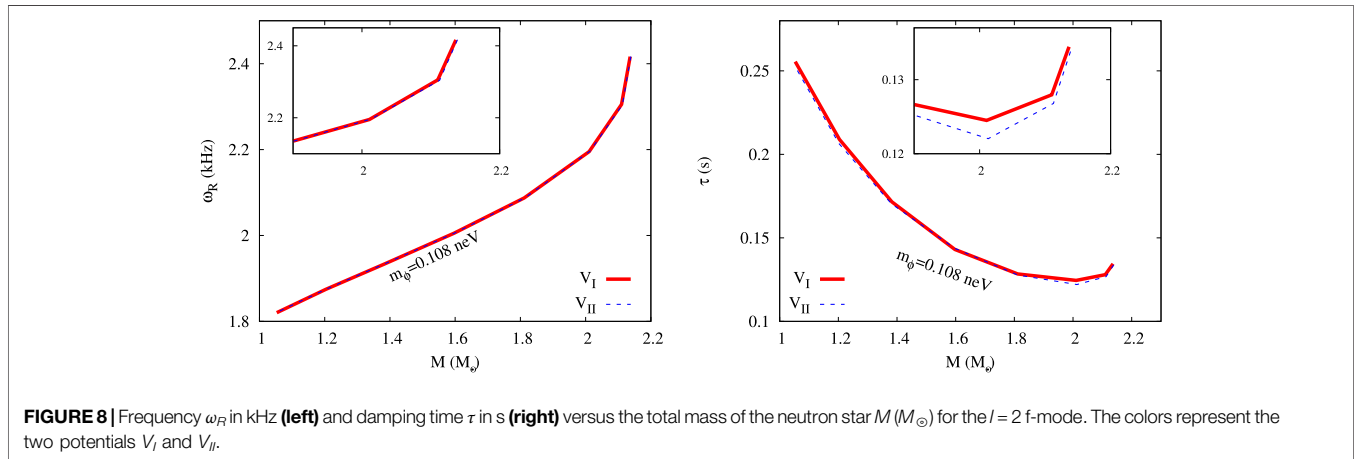 2.4
2.2
2
2.2
2.4
2.2
2
1.8
ω_R (kHz)
m_ϕ=0.108 neV
V_I
V_II
1 1.2 1.4 1.6 1.8 2 2.2
M (M_⊙)
0.13
0.12
2
2.2
0.25
0.2
0.15
0.1
τ (s)
m_ϕ=0.108 neV
V_I
V_II
1 1.2 1.4 1.6 1.8 2 2.2
M (M_⊙)
FIGURE 8 | Frequency ω_R in kHz (left) and damping time τ in s (right) versus the total mass of the neutron star M (M_⊙) for the l = 2 f-mode. The colors represent the
two potentials V_I and V_II.